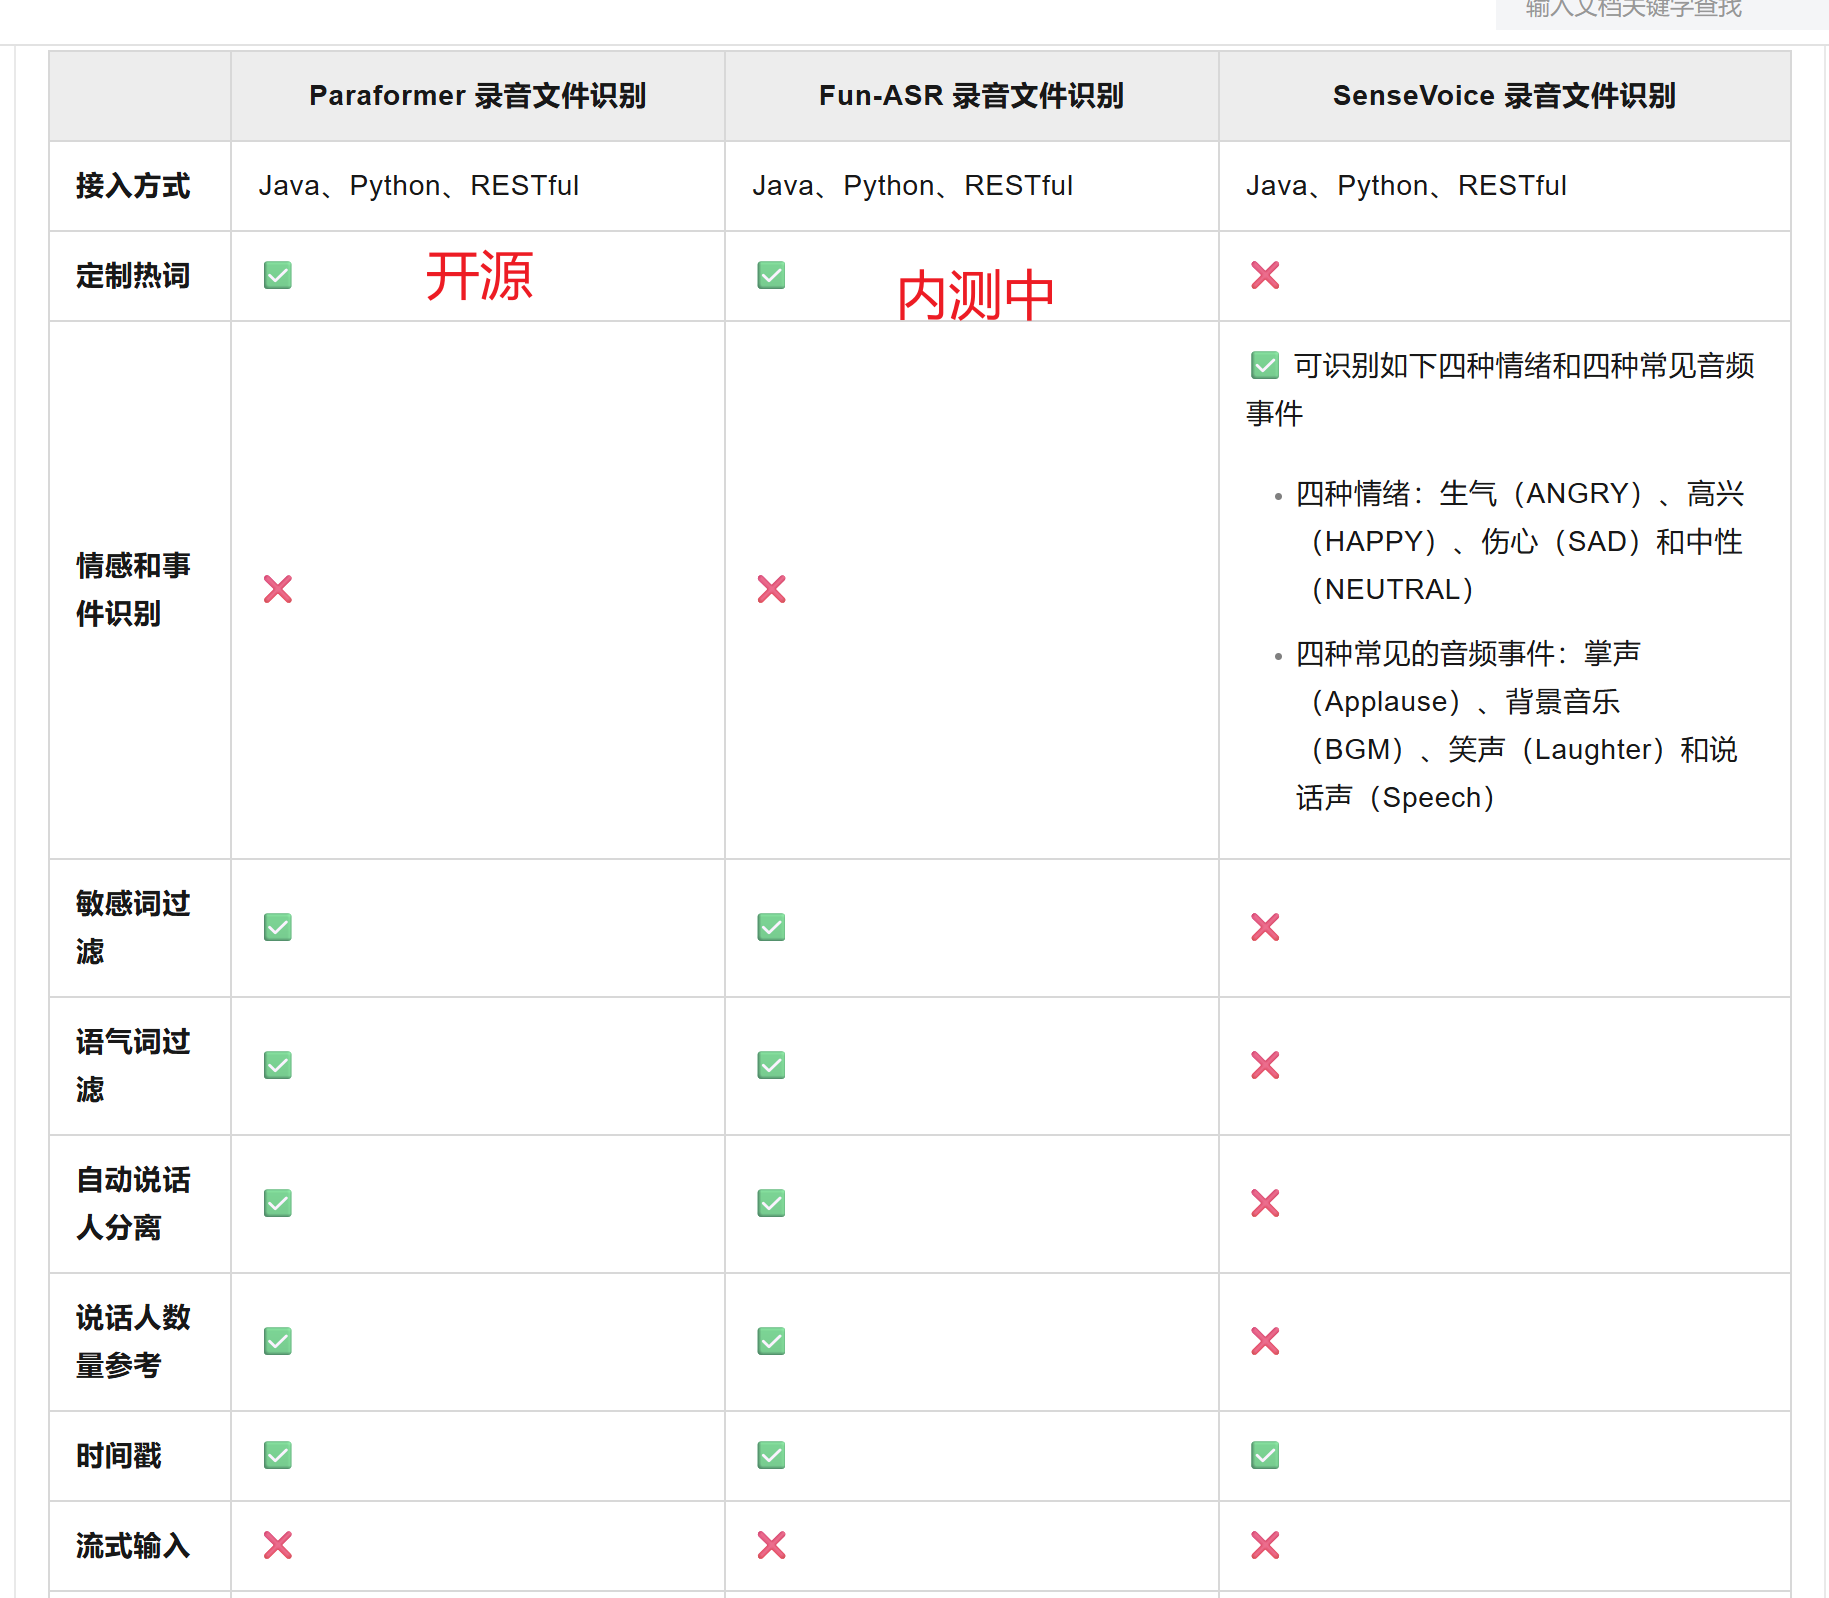 输入文档关键字查找
Paraformer 录音文件识别
Fun-ASR 录音文件识别
SenseVoice 录音文件识别
接入方式
Java、Python、RESTful
Java、Python、RESTful
Java、Python、RESTful
定制热词
开源
内测中
情感和事
件识别
可识别如下四种情绪和四种常见音频
事件
四种情绪：生气（ANGRY）、高兴
（HAPPY）、伤心（SAD）和中性
（NEUTRAL）
四种常见的音频事件：掌声
（Applause）、背景音乐
（BGM）、笑声（Laughter）和说
话声（Speech）
敏感词过
滤
语气词过
滤
自动说话
人分离
说话人数
量参考
时间戳
流式输入